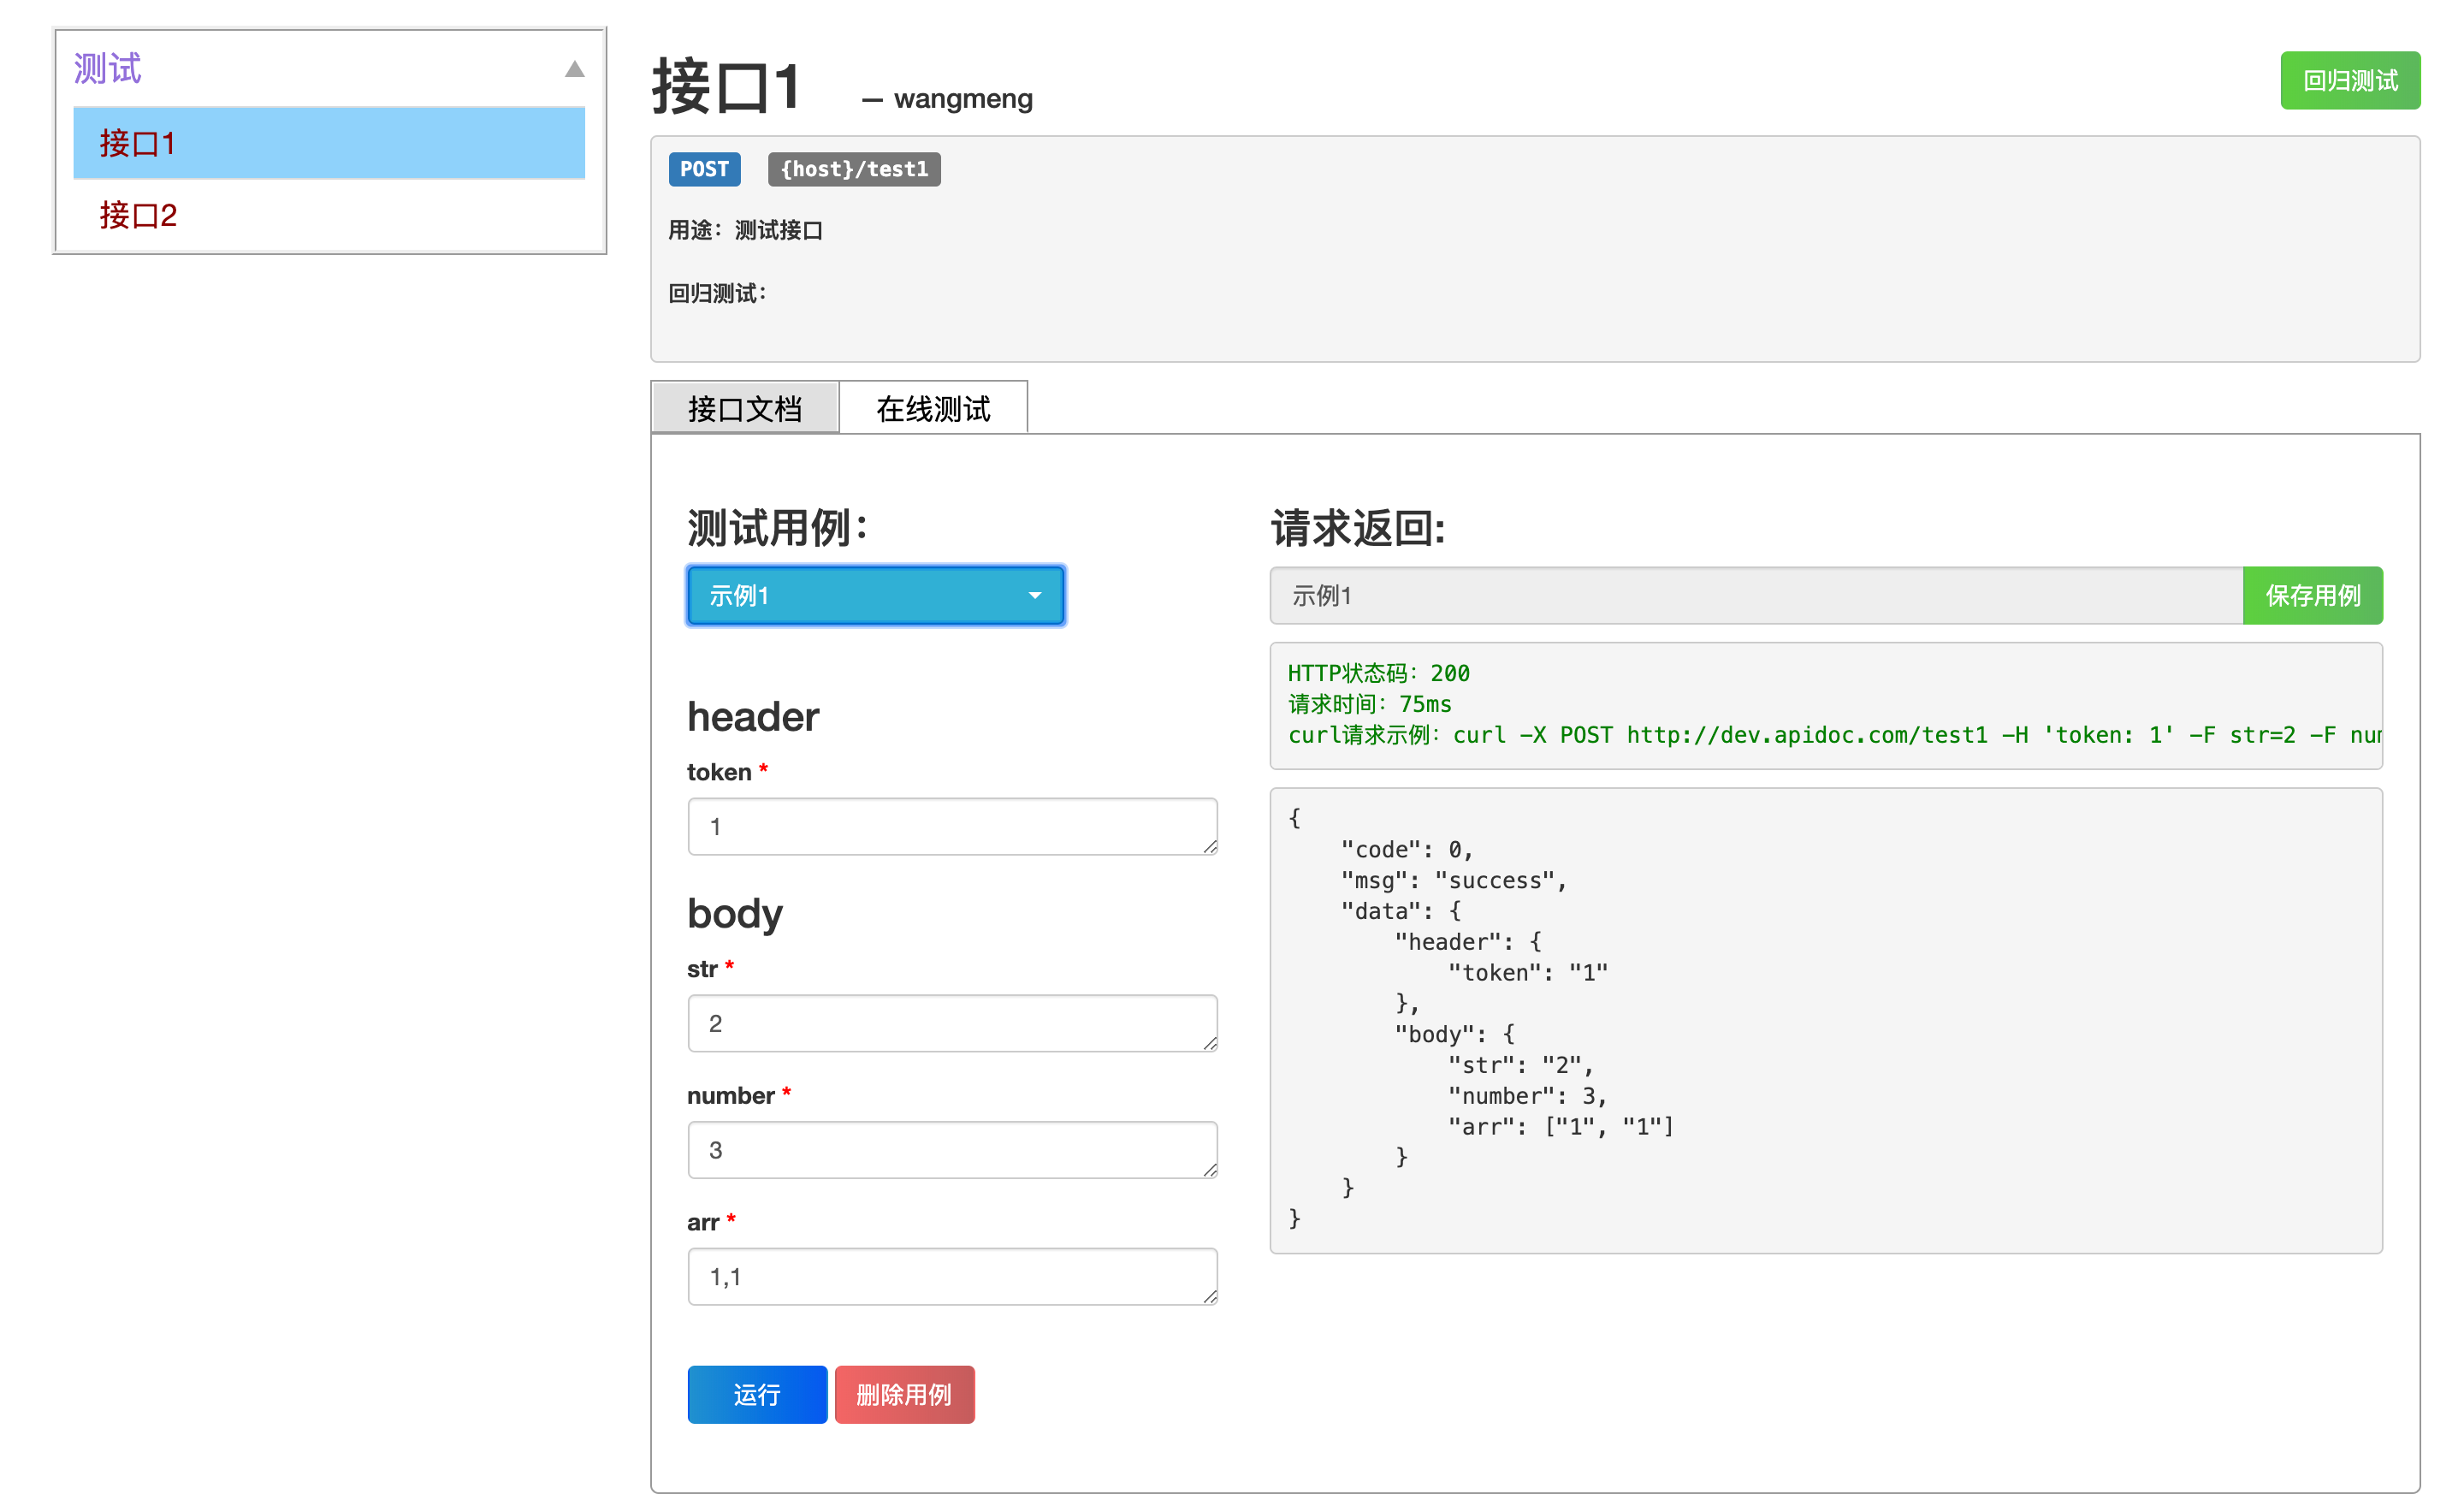 测试
接口1
接口2
接口1 — wangmeng
回归测试
POST {host}/test1
用途：测试接口
回归测试：
接口文档 在线测试
测试用例：
示例1
header
token *
1
body
str *
2
number *
3
arr *
1,1
运行 删除用例
请求返回:
示例1 保存用例
HTTP状态码：200
请求时间：75ms
curl请求示例：curl -X POST http://dev.apidoc.com/test1 -H 'token: 1' -F str=2 -F
{
    "code": 0,
    "msg": "success",
    "data": {
        "header": {
            "token": "1"
        },
        "body": {
            "str": "2",
            "number": 3,
            "arr": ["1", "1"]
        }
    }
}